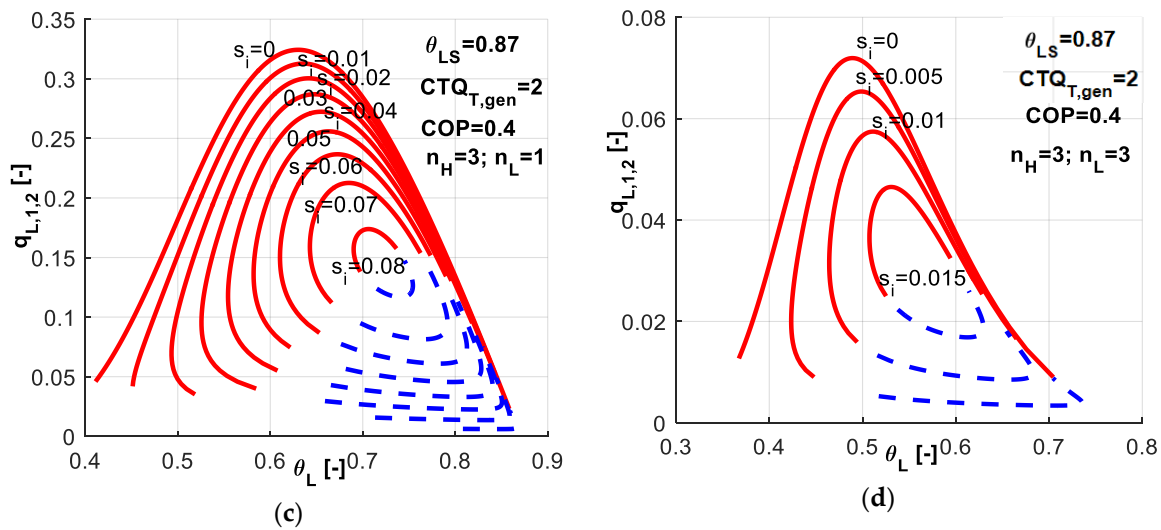 0.35
0.3
0.25
0.2
0.15
0.1
0.05
0
0.4
0.5
0.6
0.7
0.8
0.9
q_L,1,2 [-]
θ_L [-]
s_i=0
s_i=0.01
s_i=0.02
0.03
s_i=0.04
0.05
s_i=0.06
s_i=0.07
s_i=0.08
θ_LS=0.87
CTQ_T,gen=2
COP=0.4
n_H=3; n_L=1
(c)
0.08
0.06
0.04
0.02
0
0.3
0.4
0.5
0.6
0.7
0.8
q_L,1,2 [-]
θ_L [-]
s_i=0
s_i=0.005
s_i=0.01
s_i=0.015
θ_LS=0.87
CTQ_T,gen=2
COP=0.4
n_H=3; n_L=3
(d)